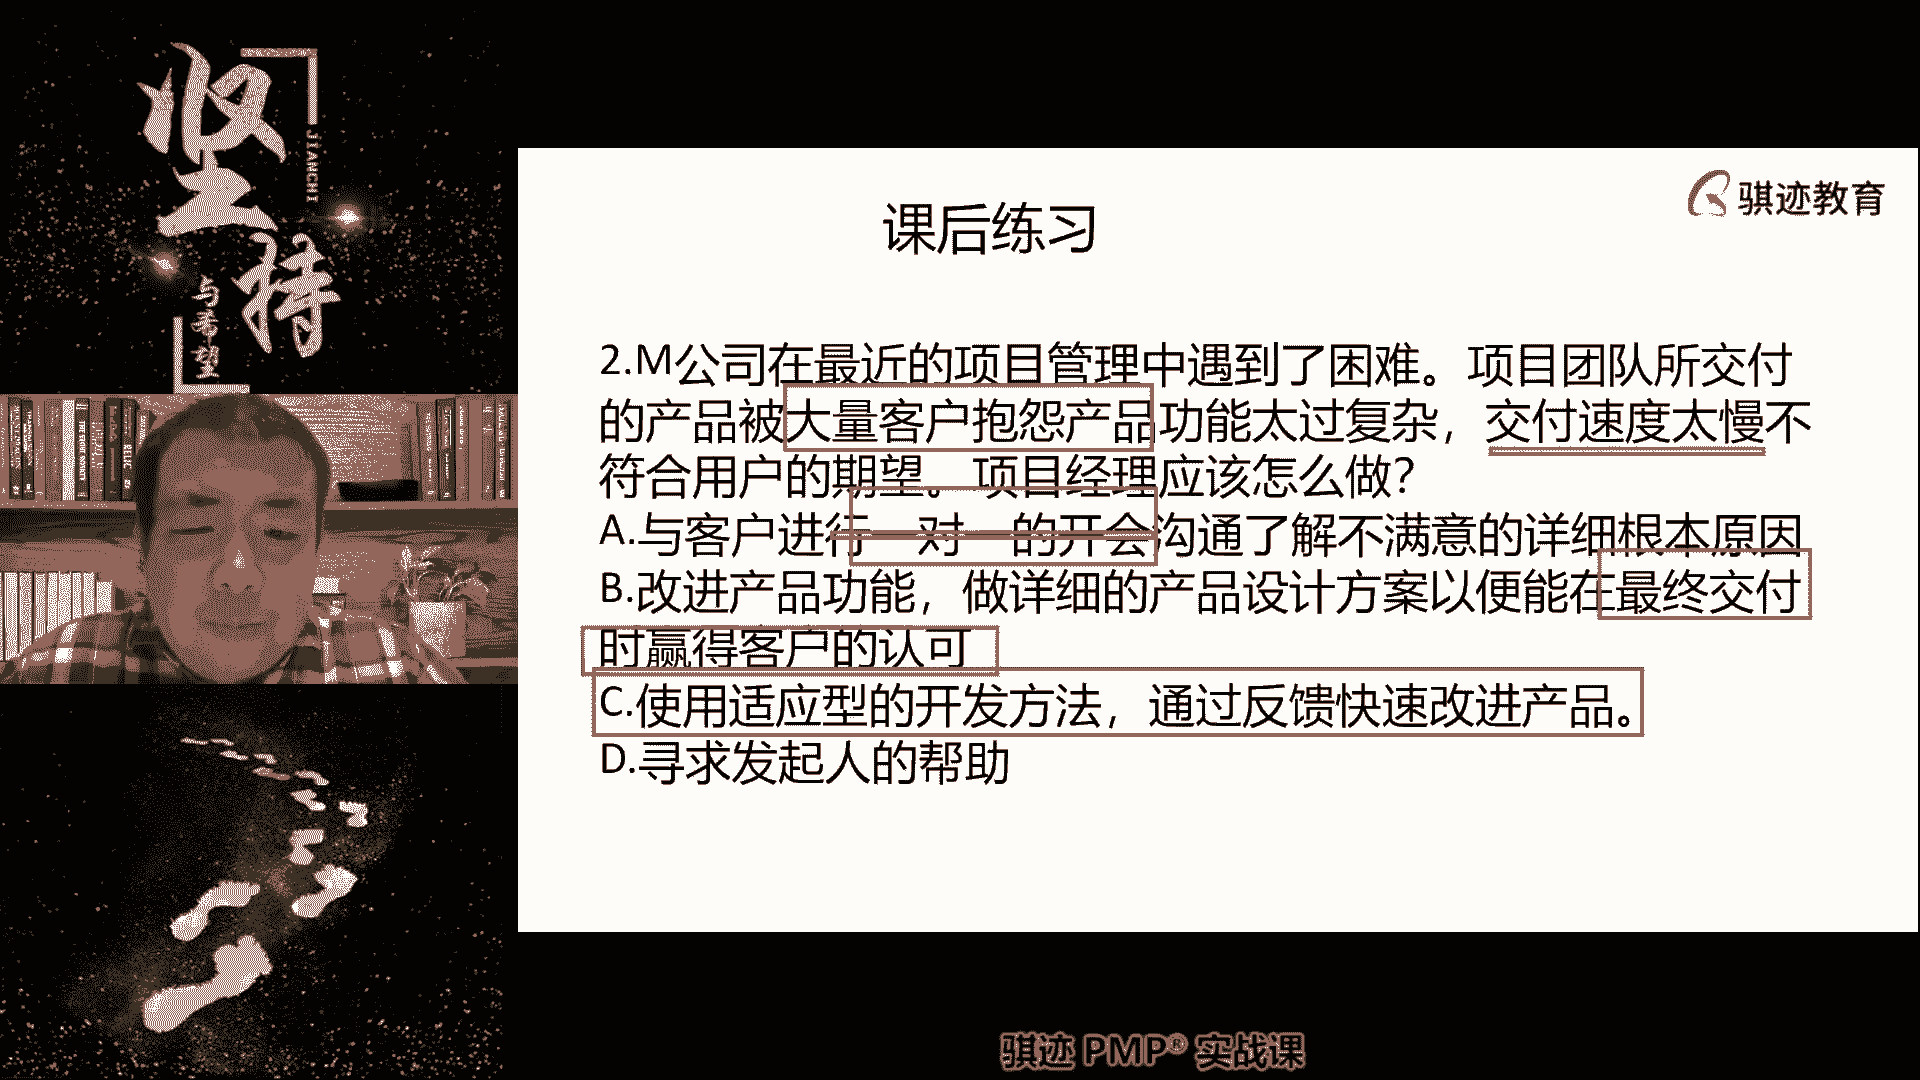 坚持
JIANCHI
与希望
骐迹教育
课后练习
2.M公司在最近的项目管理中遇到了困难。项目团队所交付
的产品被大量客户抱怨产品功能太过复杂，交付速度太慢不
符合用户的期望。项目经理应该怎么做？
A.与客户进行一对一的开会沟通了解不满意的详细根本原因
B.改进产品功能，做详细的产品设计方案以便能在最终交付
时赢得客户的认可
C.使用适应型的开发方法，通过反馈快速改进产品。
D.寻求发起人的帮助
骐迹 PMP® 实战课